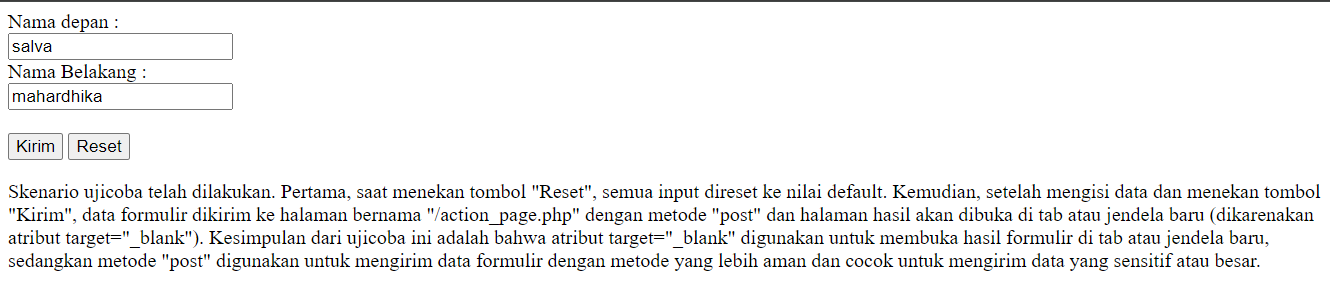 Nama depan :
salva
Nama Belakang :
mahardhika
Kirim Reset
Skenario ujicoba telah dilakukan. Pertama, saat menekan tombol "Reset", semua input direset ke nilai default. Kemudian, setelah mengisi data dan menekan tombol
"Kirim", data formulir dikirim ke halaman bernama "/action_page.php" dengan metode "post" dan halaman hasil akan dibuka di tab atau jendela baru (dikarenakan
atribut target="_blank"). Kesimpulan dari ujicoba ini adalah bahwa atribut target="_blank" digunakan untuk membuka hasil formulir di tab atau jendela baru,
sedangkan metode "post" digunakan untuk mengirim data formulir dengan metode yang lebih aman dan cocok untuk mengirim data yang sensitif atau besar.